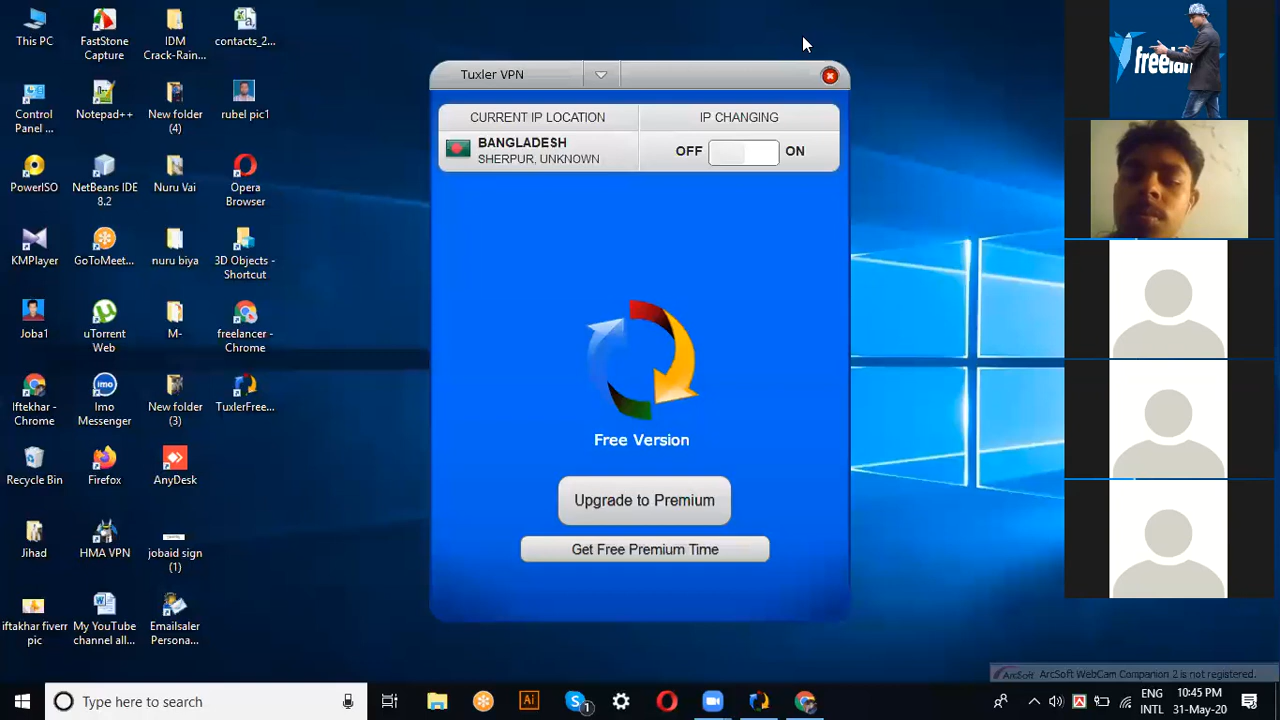 This PC
FastStone
Capture
IDM
Crack-Rain...
contacts_2...
Control
Panel ...
Notepad++
New folder
(4)
rubel pic1
PowerISO
NetBeans IDE
8.2
Nuru Vai
Opera
Browser
KMPlayer
GoToMeet...
nuru biya
3D Objects -
Shortcut
Joba1
uTorrent
Web
M-
freelancer -
Chrome
Iftekhar -
Chrome
Imo
Messenger
New folder
(3)
TuxlerFree...
Recycle Bin
Firefox
AnyDesk
Jihad
HMA VPN
jobaid sign
(1)
iftakhar fiverr
pic
My YouTube
channel all...
Emailsaler
Persona...
Tuxler VPN
CURRENT IP LOCATION
IP CHANGING
BANGLADESH
SHERPUR, UNKNOWN
OFF
ON
Free Version
Upgrade to Premium
Get Free Premium Time
ArcSoft ArcSoft WebCam Companion 2 is not registered.
Type here to search
Ai
S
1
ENG
INTL
10:45 PM
31-May-20